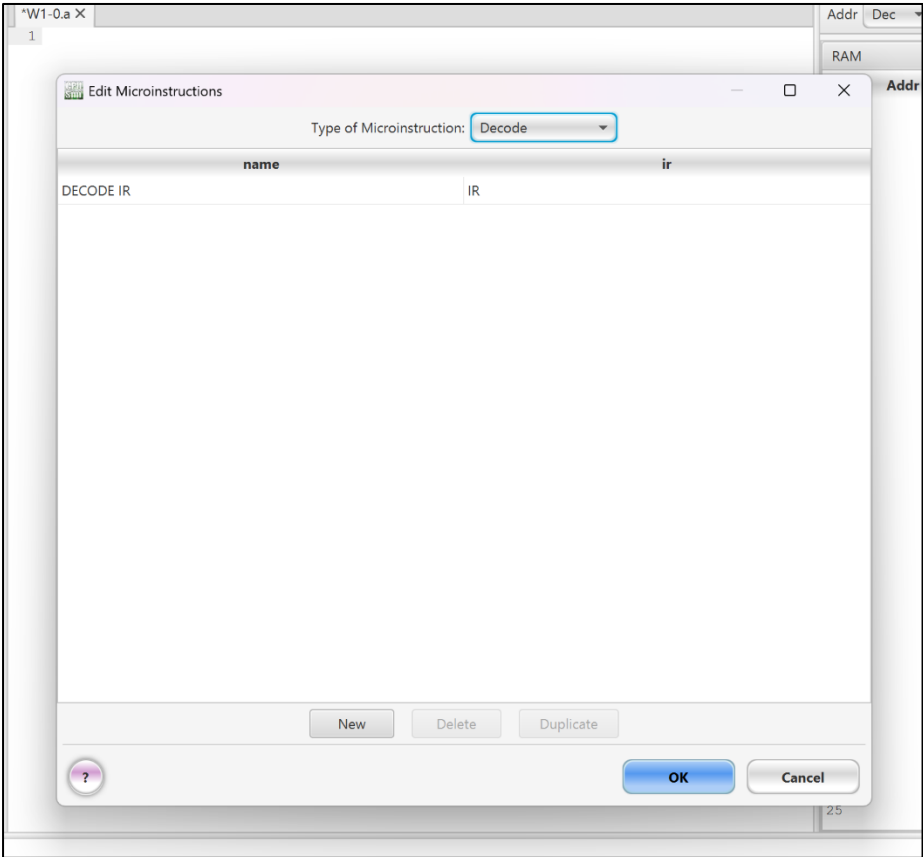 *W1-0.a X
Addr Dec
1
RAM
Addr
Edit Microinstructions
Type of Microinstruction: Decode
name ir
DECODE IR IR
New Delete Duplicate
? OK Cancel
25